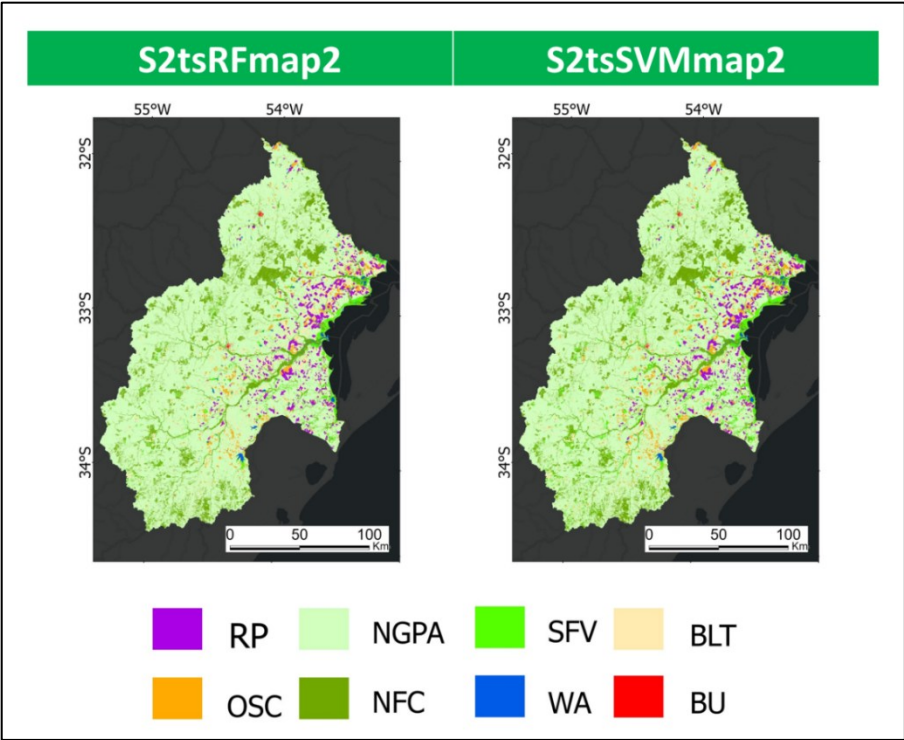 S2tsRFmap2 S2tsSVMmap2
55°W 54°W 55°W 54°W
32°S 32°S
33°S 33°S
34°S 34°S
0 50 100 0 50 100
Km Km
RP NGPA SFV BLT
OSC NFC WA BU